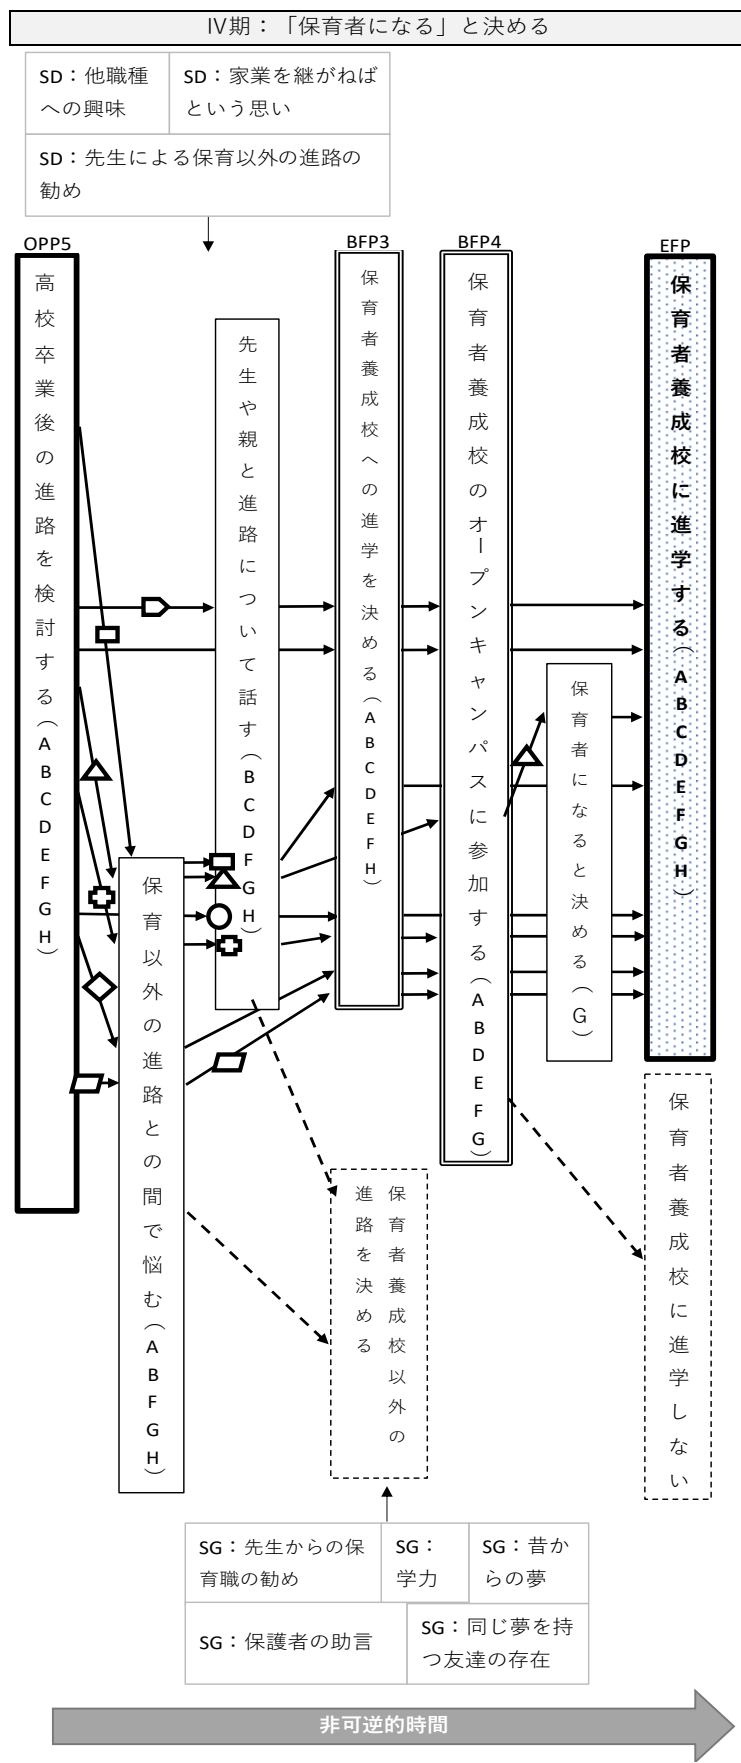 Ⅳ期：「保育者になる」と決める
SD：他職種
への興味
SD：家業を継がねば
という思い
SD：先生による保育以外の進路の
勧め
OPP5
高校卒業後の進路を検討する（ABCDEFGH）
保育以外の進路との間で悩む（ABFGH）
先生や親と進路について話す（BCDFGH）
BFP3
保育者養成校への進学を決める（ABCDEFH）
保育者養成校以外の
進路を決める
BFP4
保育者養成校のオープンキャンパスに参加する（ABDEFG）
保育者になると決める（G）
EFP
保育者養成校に進学する（ABCDEFGH）
保育者養成校に進学しない
SG：先生からの保
育職の勧め
SG：
学力
SG：昔か
らの夢
SG：保護者の助言
SG：同じ夢を持
つ友達の存在
非可逆的時間